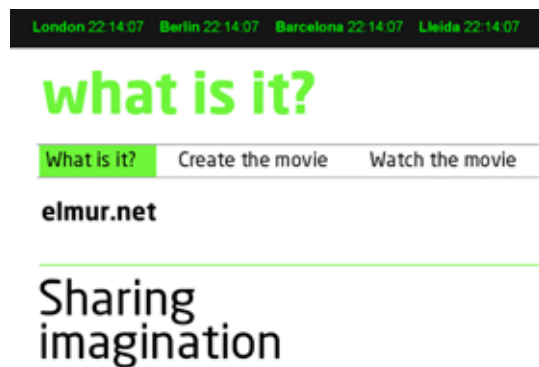 London 22:14:07 Berlin 22:14:07 Barcelona 22:14:07 Lleida 22:14:07
what is it?
What is it? Create the movie Watch the movie
elmur.net
Sharing
imagination